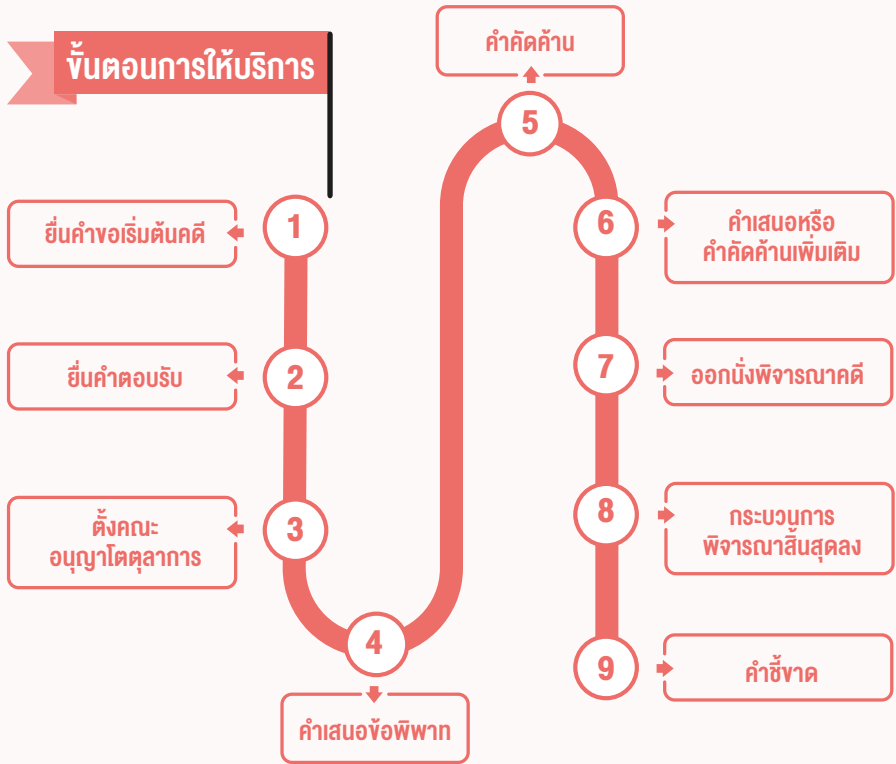 ขั้นตอนการให้บริการ
1
ยื่นคำขอเริ่มต้นคดี
2
ยื่นคำตอบรับ
3
ตั้งคณะ
อนุญาโตตุลาการ
4
คำเสนอข้อพิพาท
5
คำคัดค้าน
6
คำเสนอหรือ
คำคัดค้านเพิ่มเติม
7
ออกนั่งพิจารณาคดี
8
กระบวนการ
พิจารณาสิ้นสุดลง
9
คำชี้ขาด